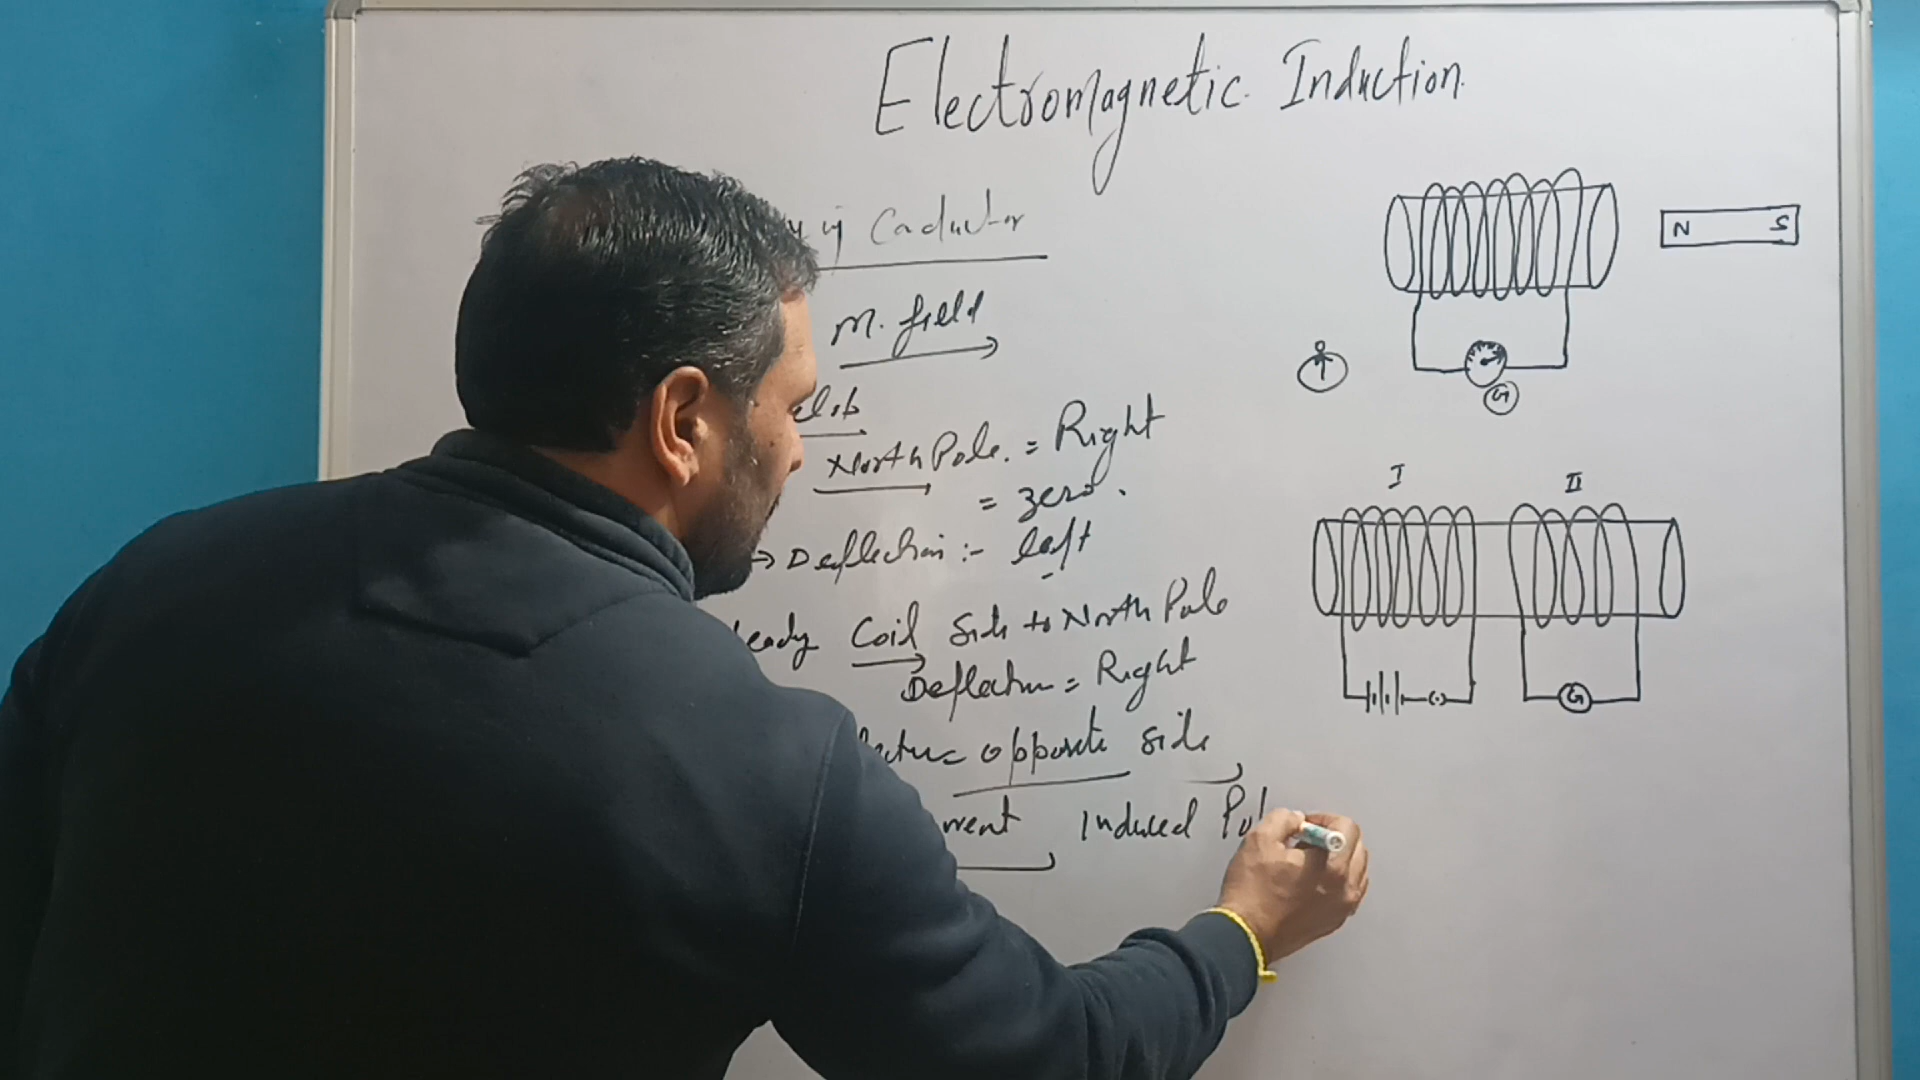 Electromagnetic Induction
Conductor
M. field
North Pole. = Right
= zero.
→ Deflection :- left
Coil Side to North Pole
Deflection = Right
opposite side
Induced
N S
G
I II
G